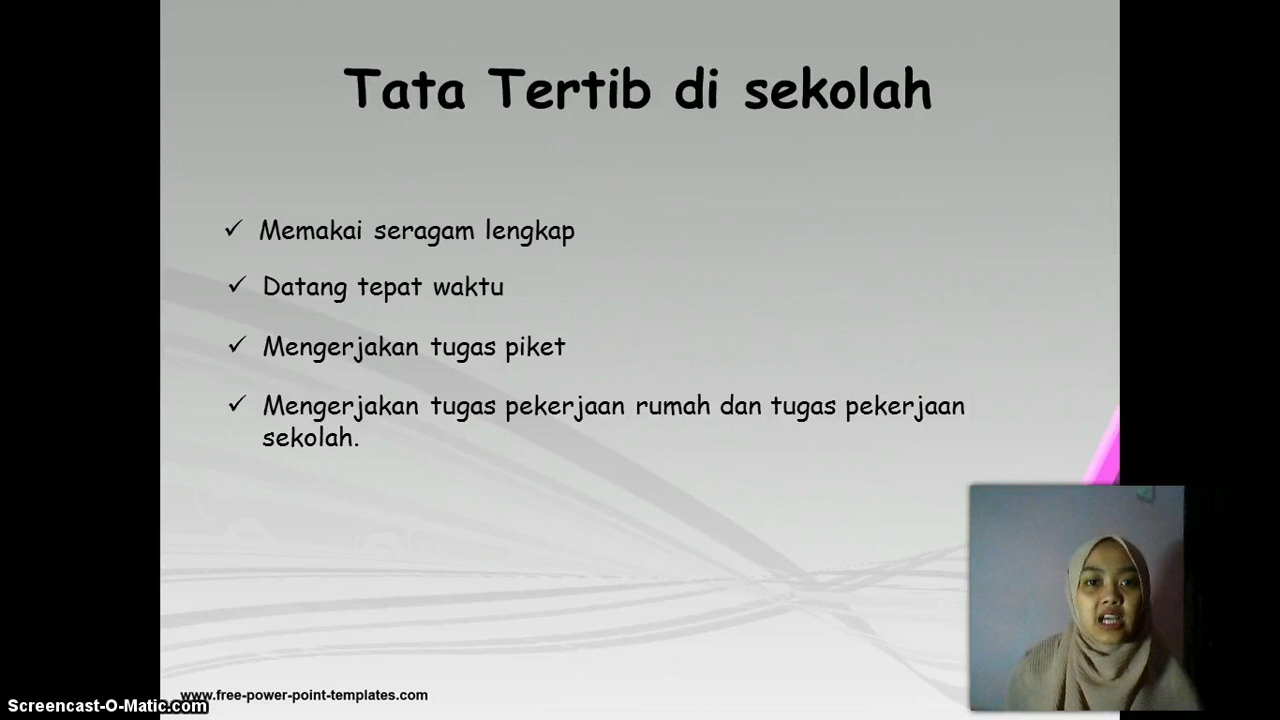 Tata Tertib di sekolah
✓ Memakai seragam lengkap
✓ Datang tepat waktu
✓ Mengerjakan tugas piket
✓ Mengerjakan tugas pekerjaan rumah dan tugas pekerjaan
sekolah.
www.free-power-point-templates.com
Screencast-O-Matic.com